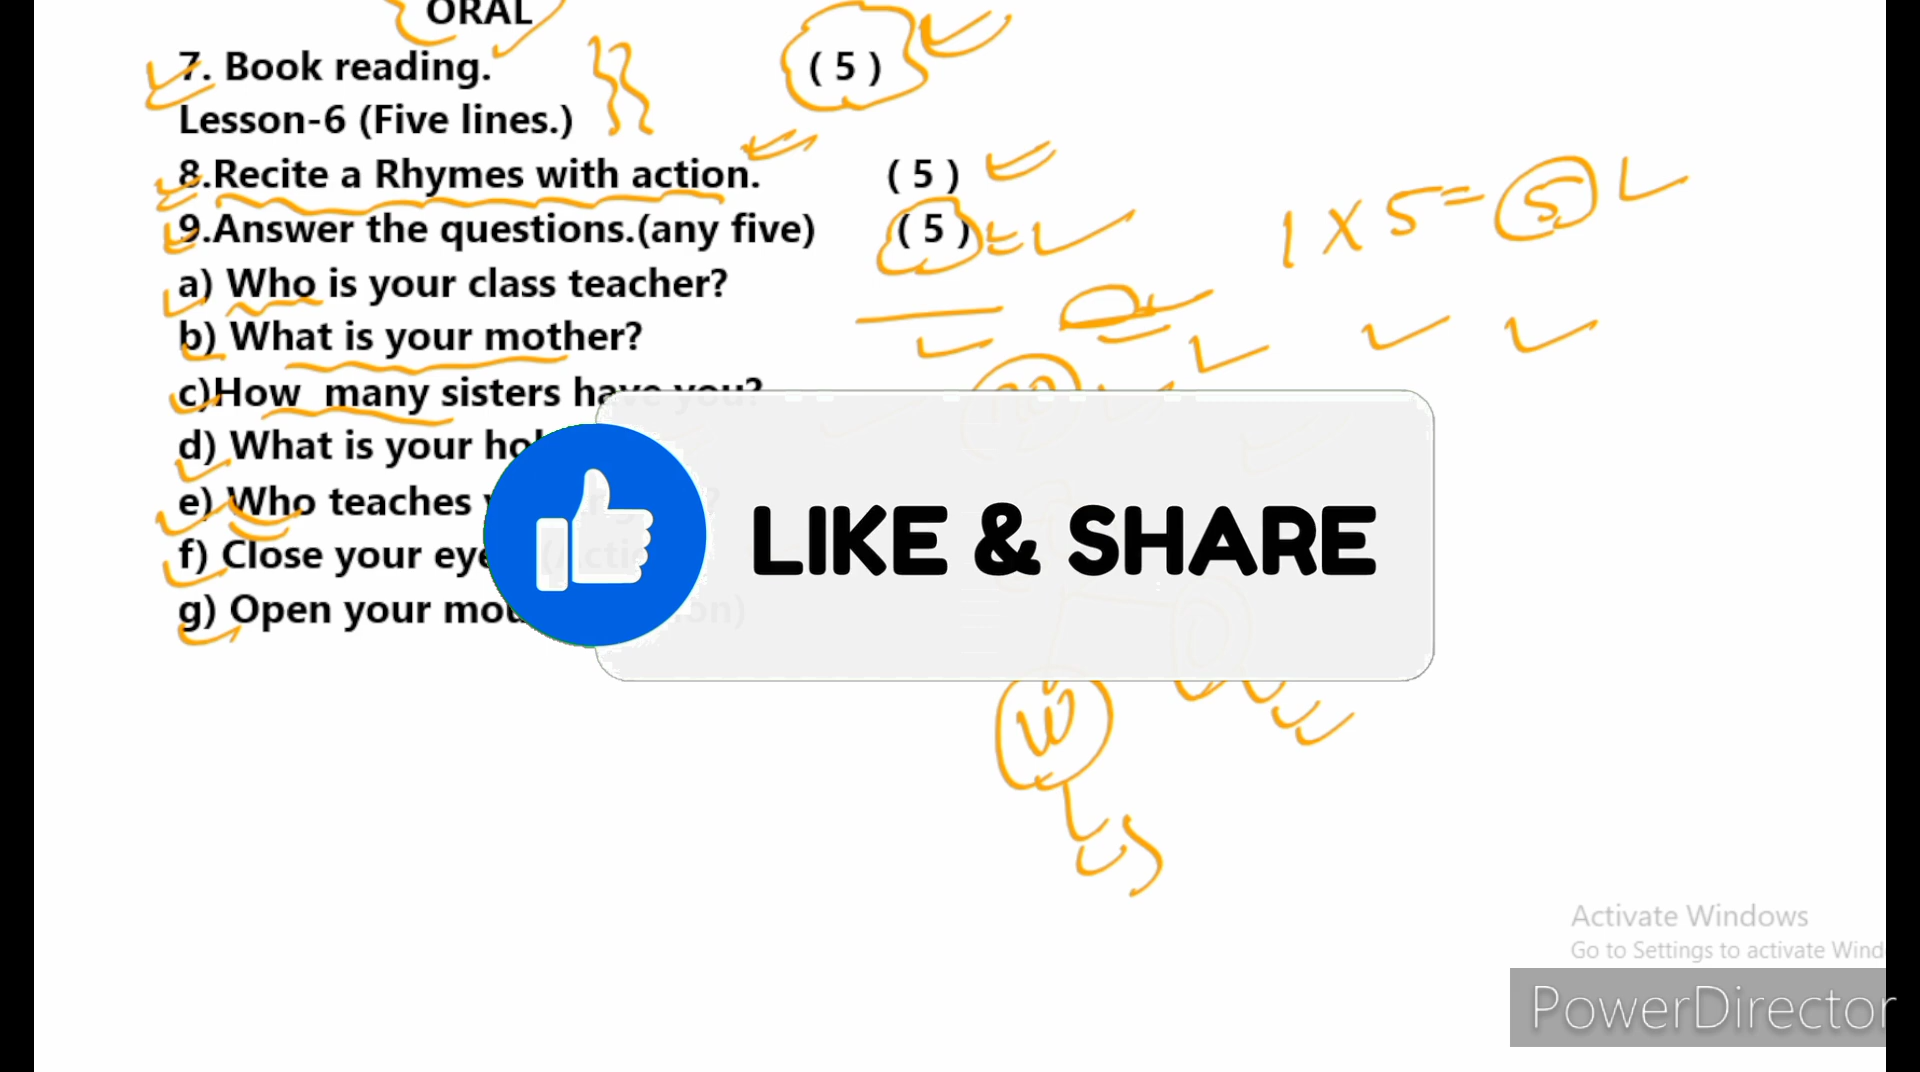 ORAL
7. Book reading. ( 5 )
Lesson-6 (Five lines.)
8.Recite a Rhymes with action. ( 5 )
9.Answer the questions.(any five) ( 5 )
1 x 5 = 5
a) Who is your class teacher?
b) What is your mother?
c)How many sisters have you?
d) What is your
e) Who teaches
f) Close your
g) Open your
LIKE & SHARE
Activate Windows
Go to Settings to activate Wind
PowerDirector